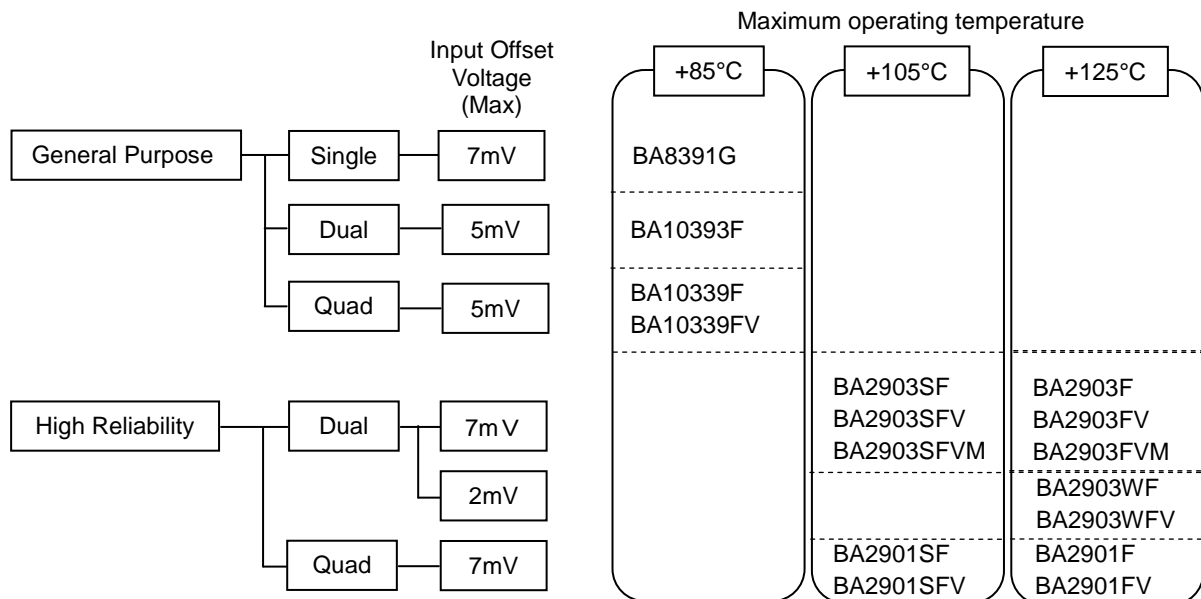 Maximum operating temperature
Input Offset
Voltage
(Max)
+85°C
+105°C
+125°C
General Purpose
Single
7mV
BA8391G
Dual
5mV
BA10393F
Quad
5mV
BA10339F
BA10339FV
High Reliability
Dual
7mV
BA2903SF
BA2903SFV
BA2903SFVM
BA2903F
BA2903FV
BA2903FVM
2mV
BA2903WF
BA2903WFV
Quad
7mV
BA2901SF
BA2901SFV
BA2901F
BA2901FV